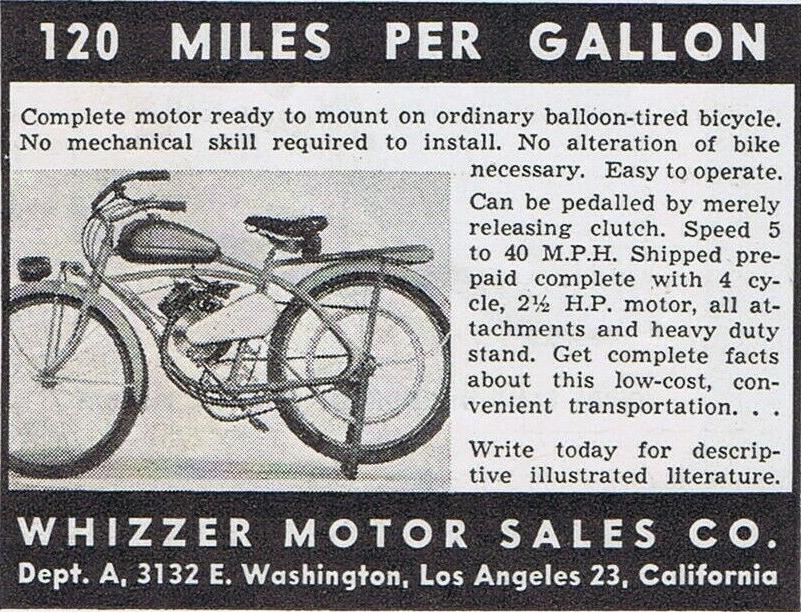 120 MILES PER GALLON
Complete motor ready to mount on ordinary balloon-tired bicycle.
No mechanical skill required to install. No alteration of bike
necessary. Easy to operate.
Can be pedalled by merely
releasing clutch. Speed 5
to 40 M.P.H. Shipped pre-
paid complete with 4 cy-
cle, 2½ H.P. motor, all at-
tachments and heavy duty
stand. Get complete facts
about this low-cost, con-
venient transportation. . .
Write today for descrip-
tive illustrated literature.
WHIZZER MOTOR SALES CO.
Dept. A, 3132 E. Washington, Los Angeles 23, California